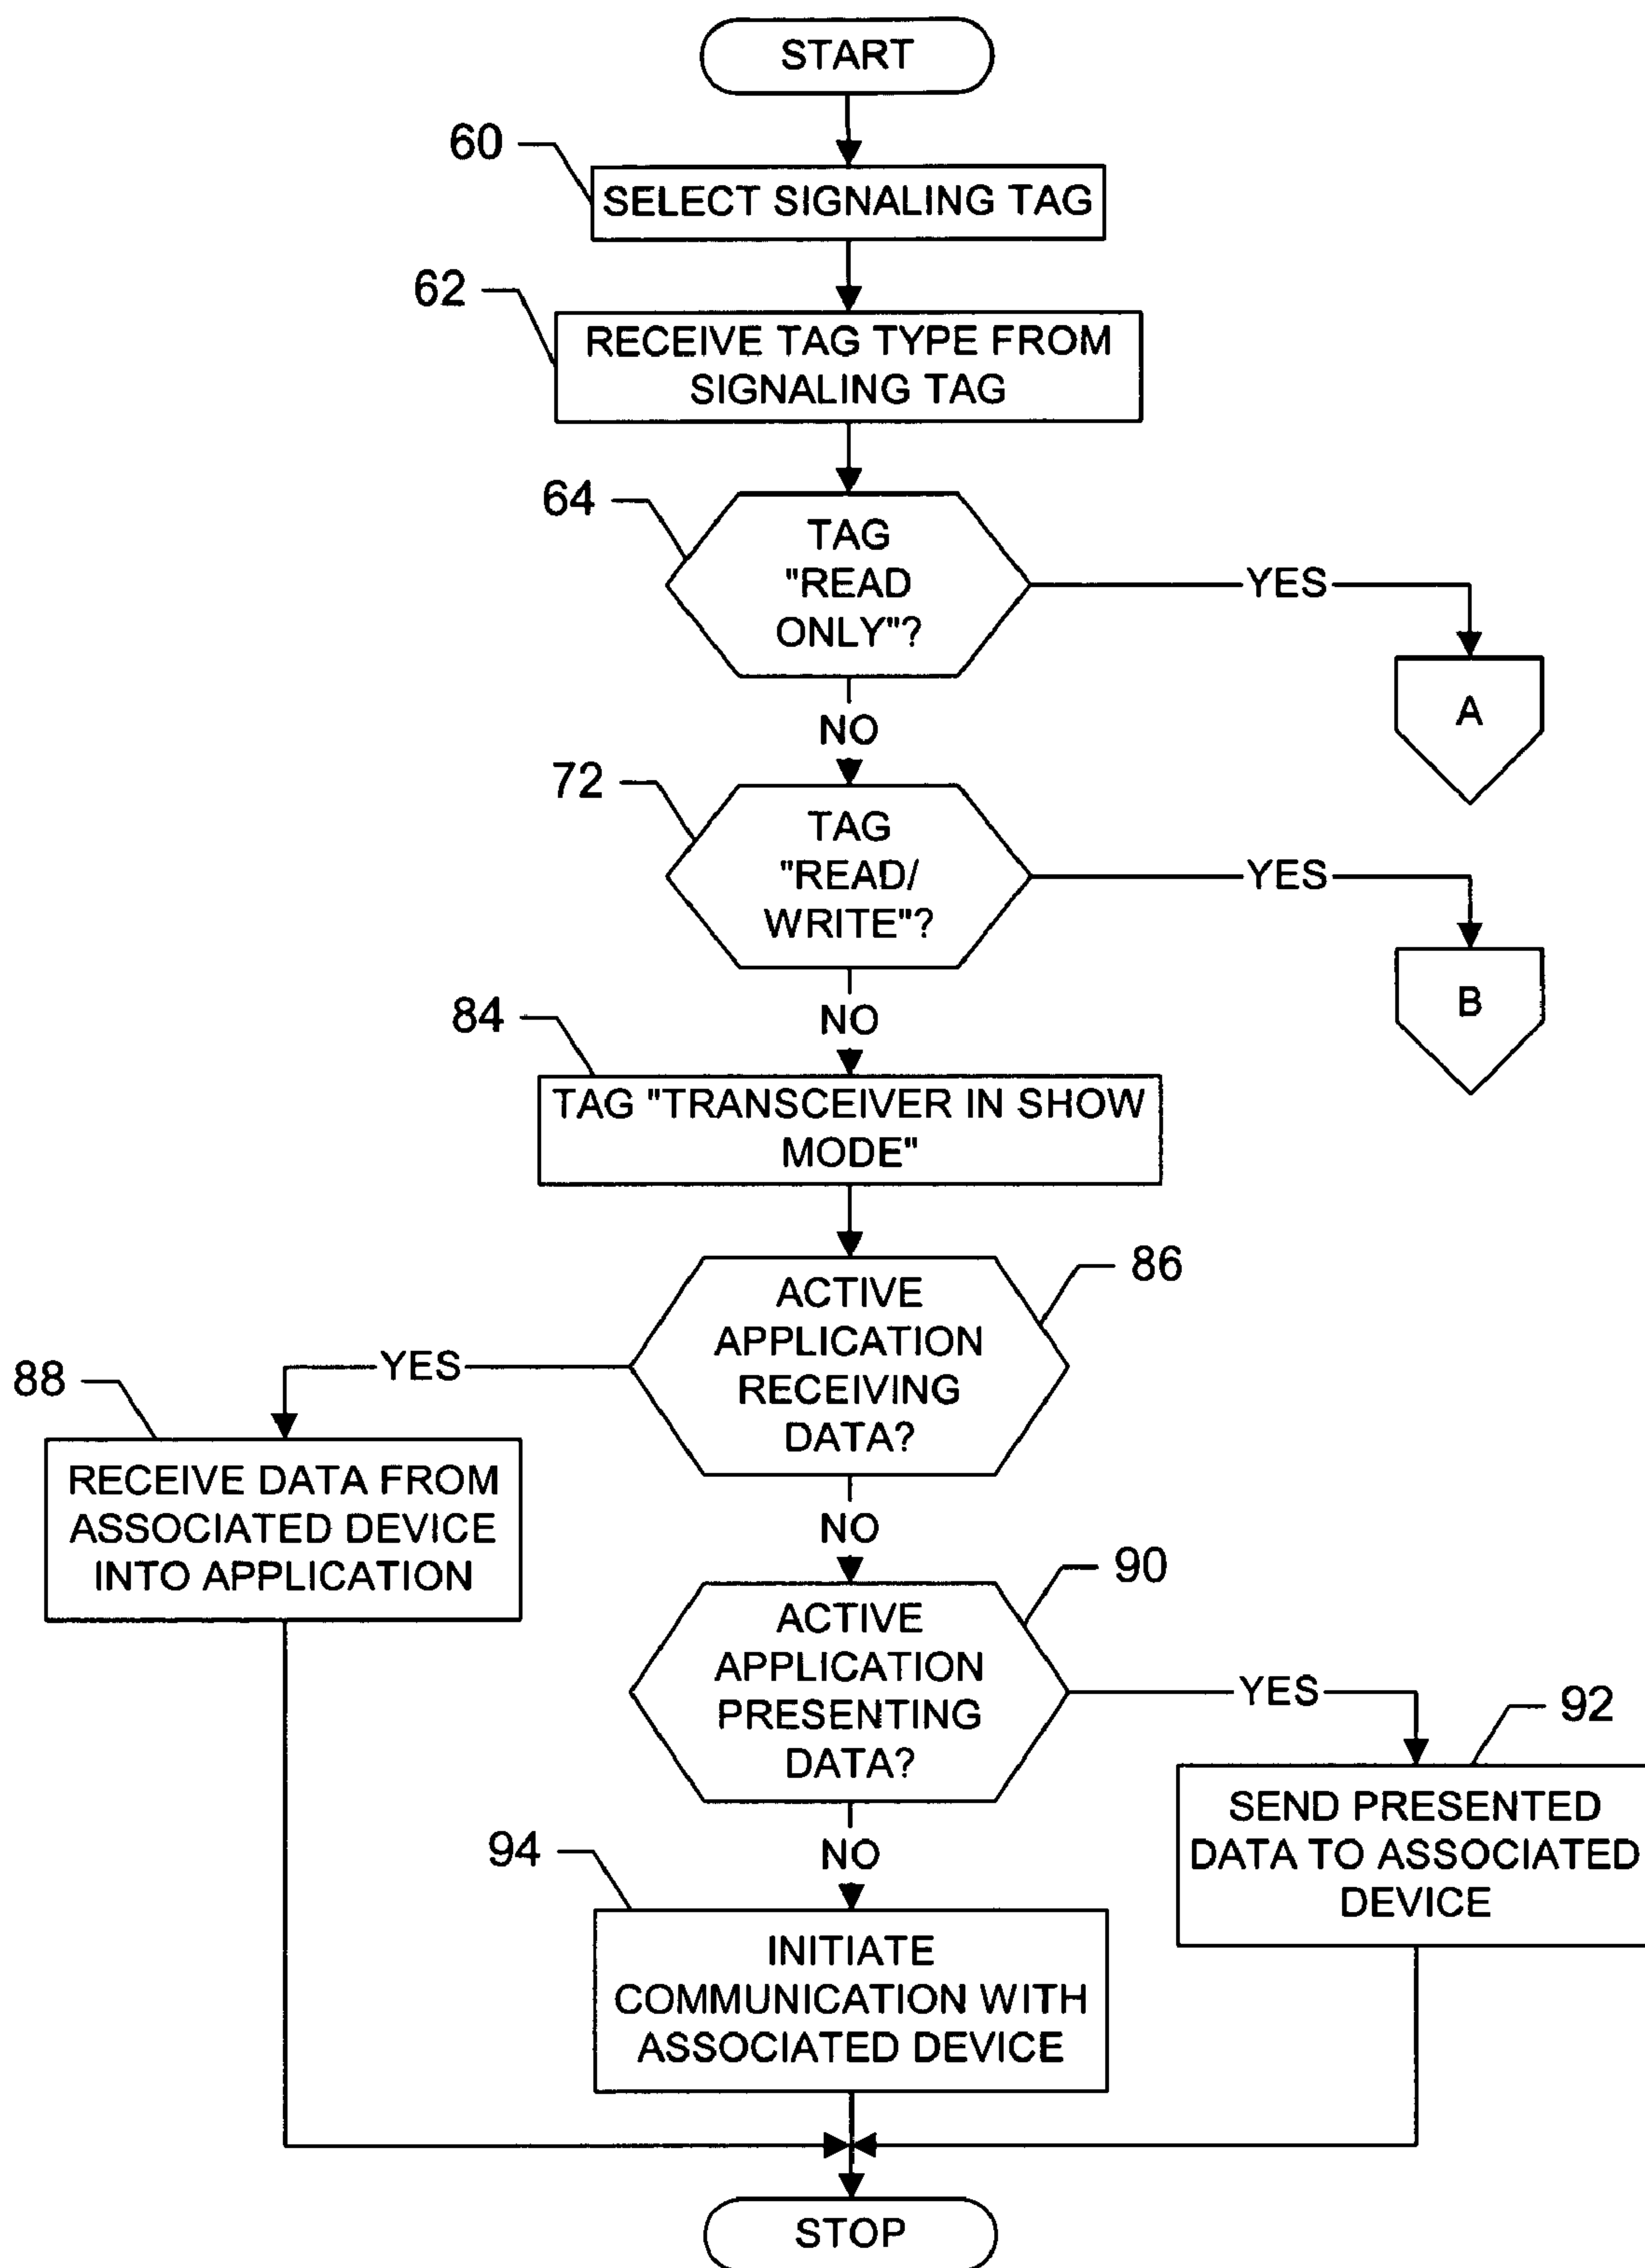 START
60
SELECT SIGNALING TAG
62
RECEIVE TAG TYPE FROM
SIGNALING TAG
64
TAG
"READ
ONLY"?
YES
A
NO
72
TAG
"READ/
WRITE"?
YES
B
NO
84
TAG "TRANSCEIVER IN SHOW
MODE"
86
ACTIVE
APPLICATION
RECEIVING
DATA?
YES
88
RECEIVE DATA FROM
ASSOCIATED DEVICE
INTO APPLICATION
NO
90
ACTIVE
APPLICATION
PRESENTING
DATA?
YES
92
SEND PRESENTED
DATA TO ASSOCIATED
DEVICE
NO
94
INITIATE
COMMUNICATION WITH
ASSOCIATED DEVICE
STOP